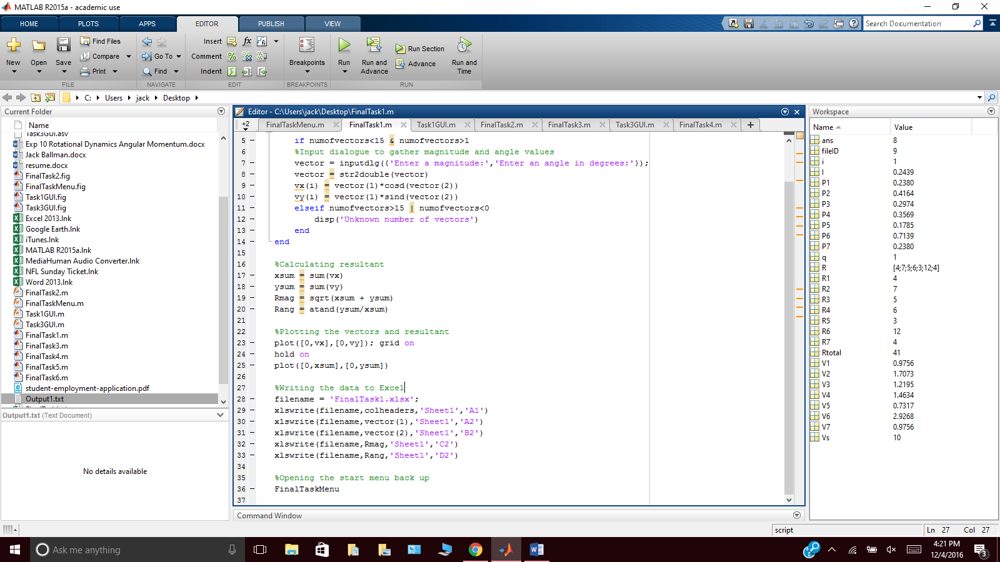 MATLAB R2015a - academic use
HOME PLOTS APPS EDITOR PUBLISH VIEW
Search Documentation
New Open Save
Find Files
Compare
Print
FILE
Go To
Find
NAVIGATE
Insert fx
Comment
Indent
EDIT
Breakpoints
BREAKPOINTS
Run
Run and Advance
Run Section
Advance
Run and Time
RUN
C: Users jack Desktop
Current Folder
Name
Task3GUI.asv
Exp 10 Rotational Dynamics Angular Momentum.docx
Jack Ballman.docx
resume.docx
FinalTask2.fig
FinalTaskMenu.fig
Task1GUI.fig
Task3GUI.fig
Excel 2013.lnk
Google Earth.lnk
iTunes.lnk
MATLAB R2015a.lnk
MediaHuman Audio Converter.lnk
NFL Sunday Ticket.lnk
Word 2013.lnk
FinalTask2.m
FinalTaskMenu.m
Task1GUI.m
Task3GUI.m
FinalTask1.m
FinalTask3.m
FinalTask4.m
FinalTask5.m
FinalTask6.m
student-employment-application.pdf
Output1.txt
Output1.txt (Text Document)
No details available
Editor - C:\Users\jack\Desktop\FinalTask1.m
+2 FinalTaskMenu.m FinalTask1.m Task1GUI.m FinalTask2.m FinalTask3.m Task3GUI.m FinalTask4.m
5 if numofvectors<15 & numofvectors>1
6 %Input dialogue to gather magnitude and angle values
7 vector = inputdlg({'Enter a magnitude:','Enter an angle in degrees:'});
8 vector = str2double(vector)
9 vx(i) = vector(1)*cosd(vector(2))
10 vy(i) = vector(1)*sind(vector(2))
11 elseif numofvectors>15 | numofvectors<0
12 disp('Unknown number of vectors')
13 end
14 end
15
16 %Calculating resultant
17 xsum = sum(vx)
18 ysum = sum(vy)
19 Rmag = sqrt(xsum + ysum)
20 Rang = atand(ysum/xsum)
21
22 %Plotting the vectors and resultant
23 plot([0,vx],[0,vy]); grid on
24 hold on
25 plot([0,xsum],[0,ysum])
26
27 %Writing the data to Excel
28 filename = 'FinalTask1.xlsx';
29 xlswrite(filename,colheaders,'Sheet1','A1')
30 xlswrite(filename,vector(1),'Sheet1','A2')
31 xlswrite(filename,vector(2),'Sheet1','B2')
32 xlswrite(filename,Rmag,'Sheet1','C2')
33 xlswrite(filename,Rang,'Sheet1','D2')
34
35 %Opening the start menu back up
36 FinalTaskMenu
37
Command Window
Workspace
Name Value
ans 8
fileID 9
i 1
I 0.2439
P1 0.2380
P2 0.4164
P3 0.2974
P4 0.3569
P5 0.1785
P6 0.7139
P7 0.2380
q 1
R [4;7;5;6;3;12;4]
R1 4
R2 7
R3 5
R4 6
R5 3
R6 12
R7 4
Rtotal 41
V1 0.9756
V2 1.7073
V3 1.2195
V4 1.4634
V5 0.7317
V6 2.9268
V7 0.9756
Vs 10
script Ln 27 Col 27
Ask me anything
4:21 PM
12/4/2016
3